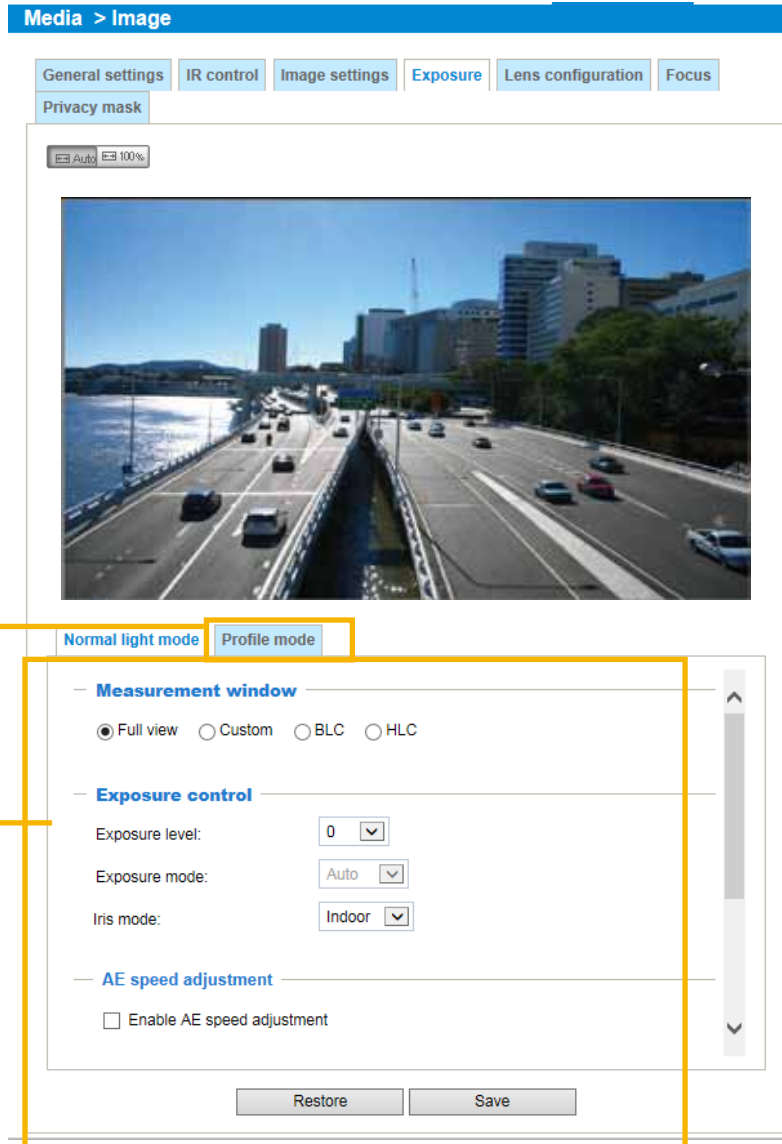 Media > Image
General settings IR control Image settings Exposure Lens configuration Focus
Privacy mask
Auto 100%
Normal light mode Profile mode
Measurement window
Full view Custom BLC HLC
Exposure control
Exposure level: 0
Exposure mode: Auto
Iris mode: Indoor
AE speed adjustment
Enable AE speed adjustment
Restore Save